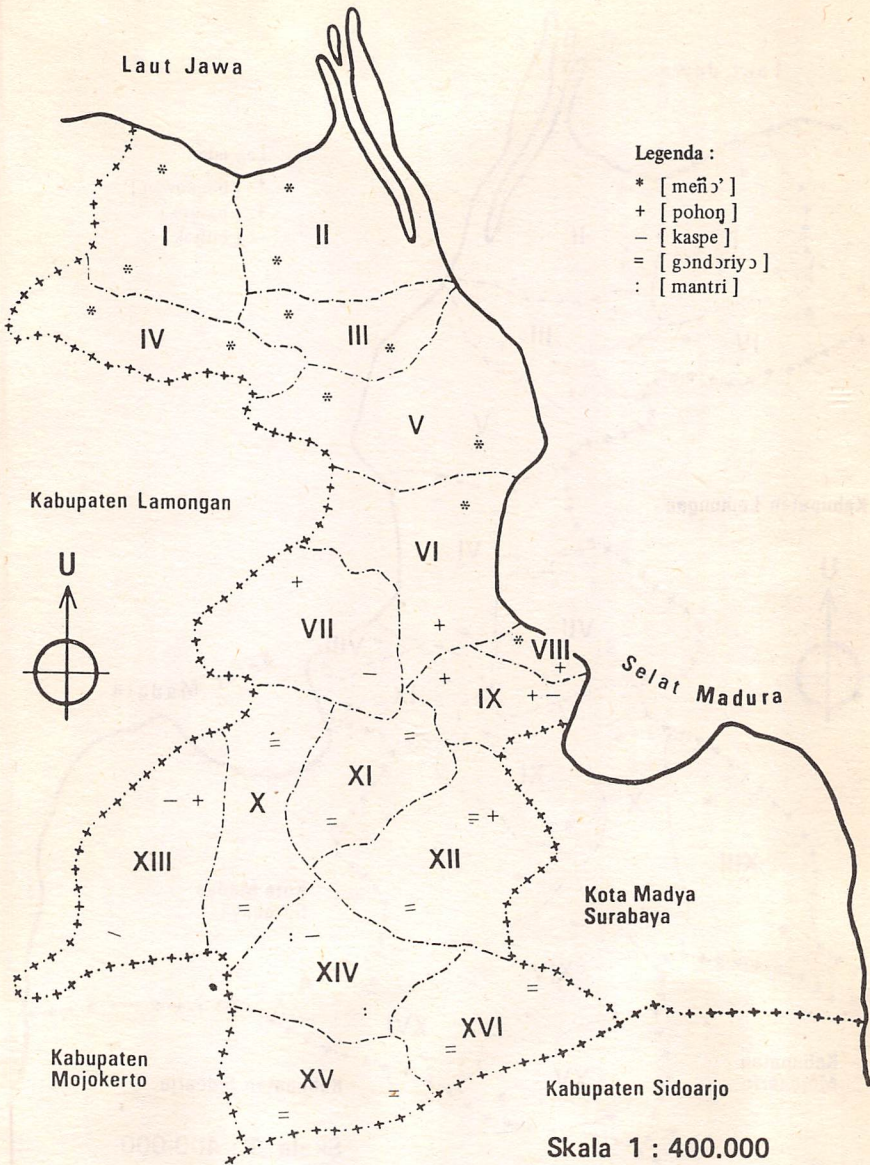 Laut Jawa
Legenda :
* [ meñɔ' ]
+ [ pohoŋ ]
– [ kaspe ]
= [ gɔndɔriyɔ ]
: [ mantri ]
I
II
III
IV
V
Kabupaten Lamongan
VI
U
VII
VIII
Selat Madura
IX
XI
X
XIII
XII
Kota Madya
Surabaya
XIV
XVI
Kabupaten
Mojokerto
XV
Kabupaten Sidoarjo
Skala 1 : 400.000